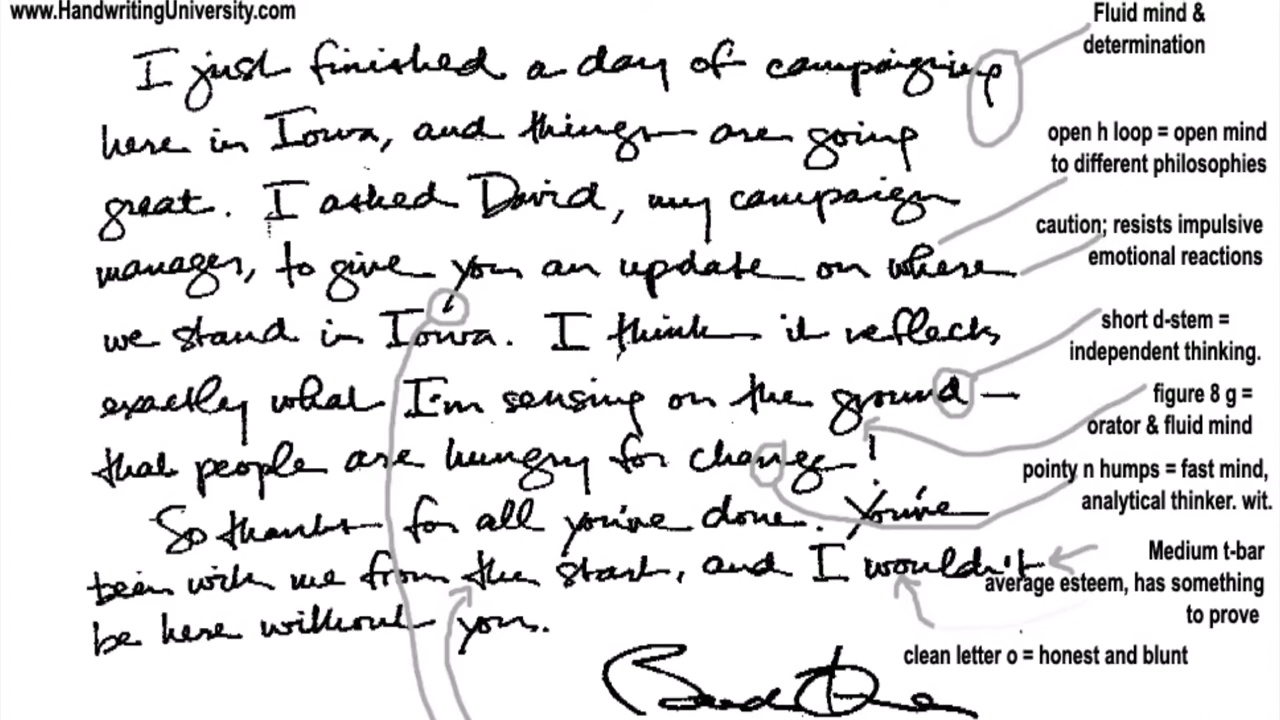 www.HandwritingUniversity.com
I just finished a day of campaigning
here in Iowa, and things are going
great. I asked David, my campaign
manager, to give you an update on where
we stand in Iowa. I think it reflects
exactly what I'm sensing on the ground —
that people are hungry for change!
So thanks for all you've done. You've
been with me from the start, and I wouldn't
be here without you.
Fluid mind &
determination
open h loop = open mind
to different philosophies
caution; resists impulsive
emotional reactions
short d-stem =
independent thinking.
figure 8 g =
orator & fluid mind
pointy n humps = fast mind,
analytical thinker. wit.
Medium t-bar
average esteem, has something
to prove
clean letter o = honest and blunt